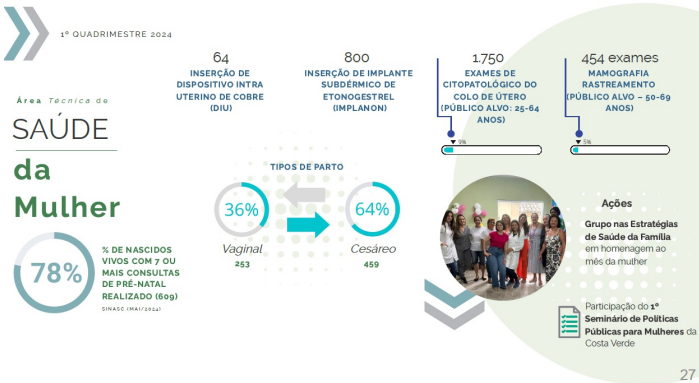 1º QUADRIMESTRE 2024
Área Técnica de
SAÚDE
da
Mulher
78%
% DE NASCIDOS
VIVOS COM 7 OU
MAIS CONSULTAS
DE PRÉ-NATAL
REALIZADO (609)
SINASC (MAI/2024)
64
INSERÇÃO DE
DISPOSITIVO INTRA
UTERINO DE COBRE
(DIU)
800
INSERÇÃO DE IMPLANTE
SUBDÉRMICO DE
ETONOGESTREL
(IMPLANON)
1.750
EXAMES DE
CITOPATOLÓGICO DO
COLO DE ÚTERO
(PÚBLICO ALVO: 25-64
ANOS)
9%
454 exames
MAMOGRAFIA
RASTREAMENTO
(PÚBLICO ALVO – 50-69
ANOS)
5%
TIPOS DE PARTO
36%
Vaginal
253
64%
Cesáreo
459
Ações
Grupo nas Estratégias
de Saúde da Família
em homenagem ao
mês da mulher
Participação do 1º
Seminário de Políticas
Públicas para Mulheres da
Costa Verde
27